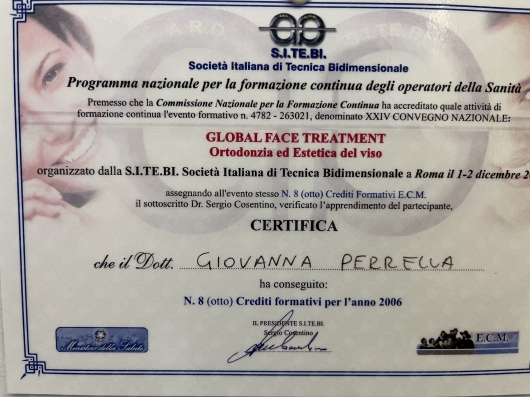 A.R.O
S.I.TE.BI.
S.I.TE.BI.
Società Italiana di Tecnica Bidimensionale
Programma nazionale per la formazione continua degli operatori della Sanità
Premesso che la Commissione Nazionale per la Formazione Continua ha accreditato quale attività di
formazione continua l'evento formativo n. 4782 - 263021, denominato XXIV CONVEGNO NAZIONALE:
GLOBAL FACE TREATMENT
Ortodonzia ed Estetica del viso
organizzato dalla S.I.TE.BI. Società Italiana di Tecnica Bidimensionale a Roma il 1-2 dicembre
assegnando all'evento stesso N. 8 (otto) Crediti Formativi E.C.M.
il sottoscritto Dr. Sergio Cosentino, verificato l'apprendimento del partecipante,
CERTIFICA
che il Dott. GIOVANNA PERRELLA
ha conseguito:
N. 8 (otto) Crediti formativi per l'anno 2006
IL PRESIDENTE S.I.TE.BI.
Sergio Cosentino
Ministero della Salute
E.C.M.